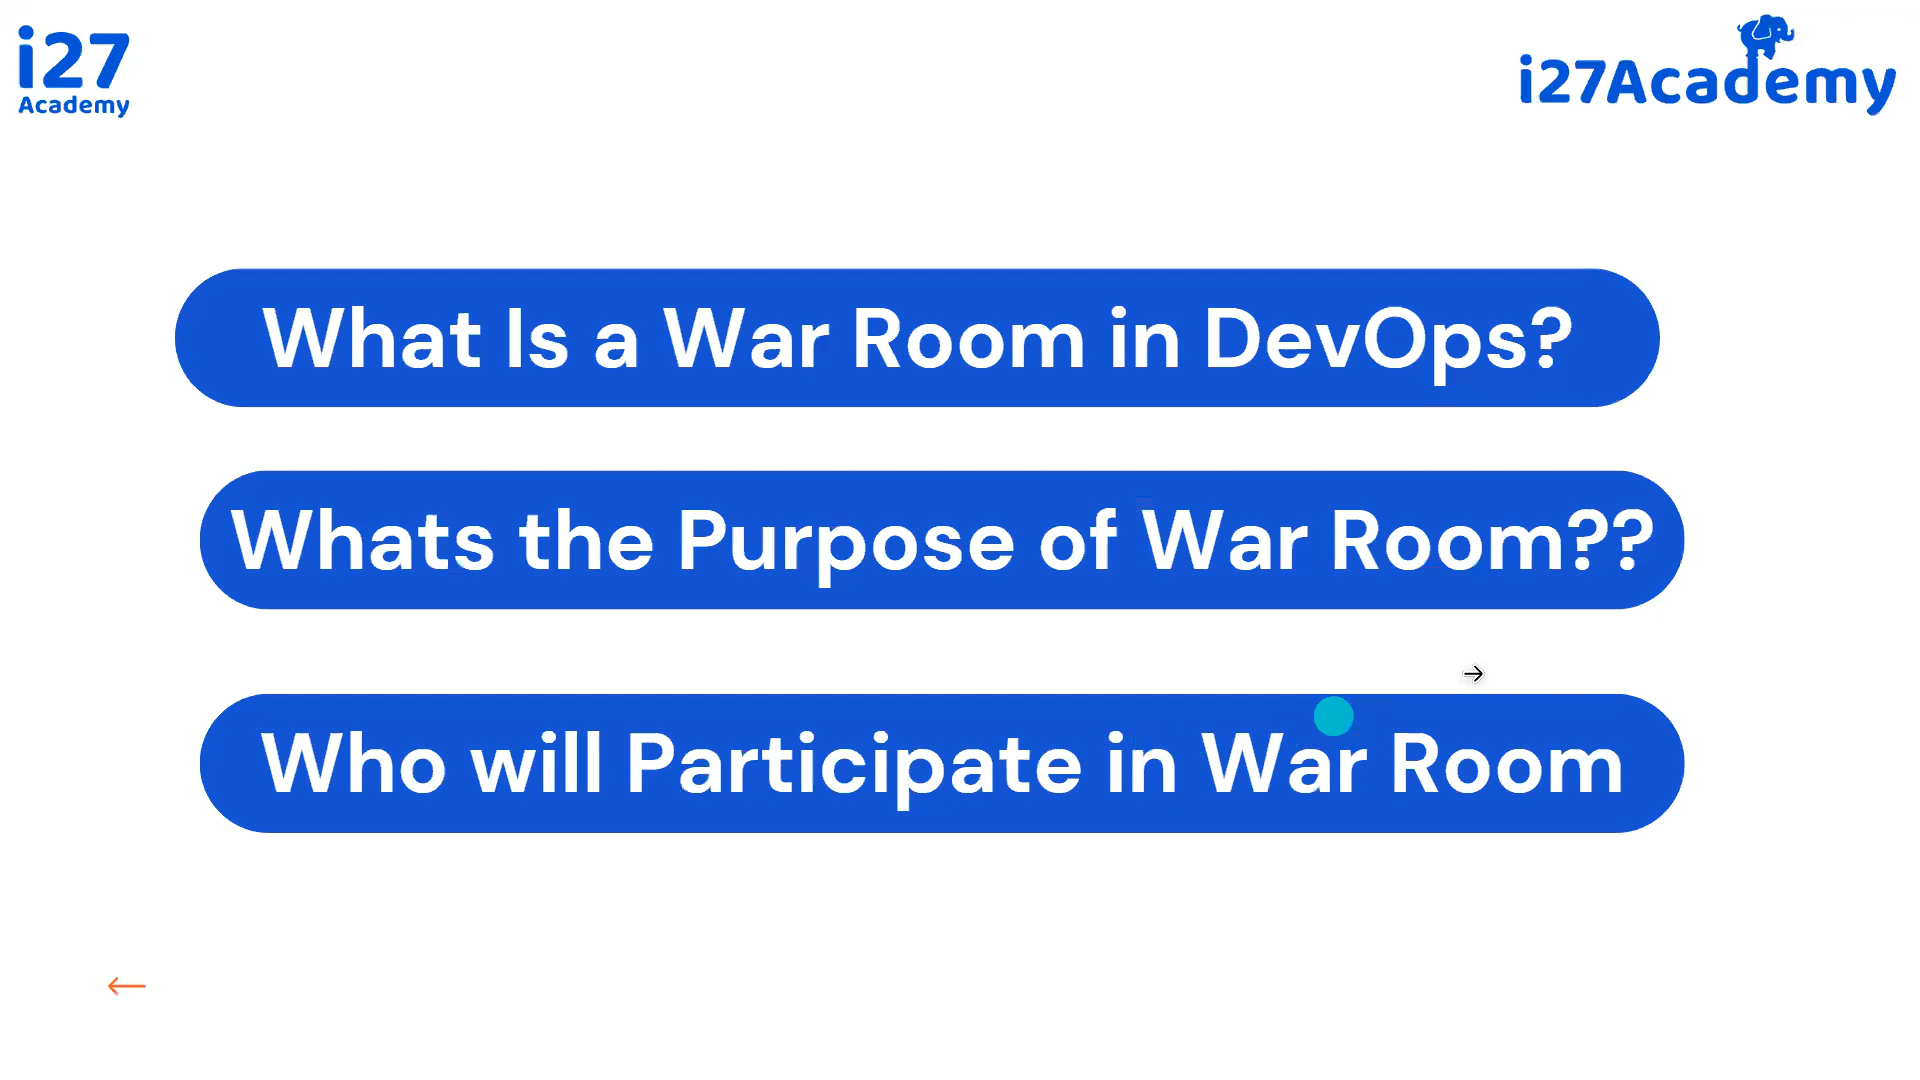 i27
Academy
i27Academy
What Is a War Room in DevOps?
Whats the Purpose of War Room??
Who will Participate in War Room